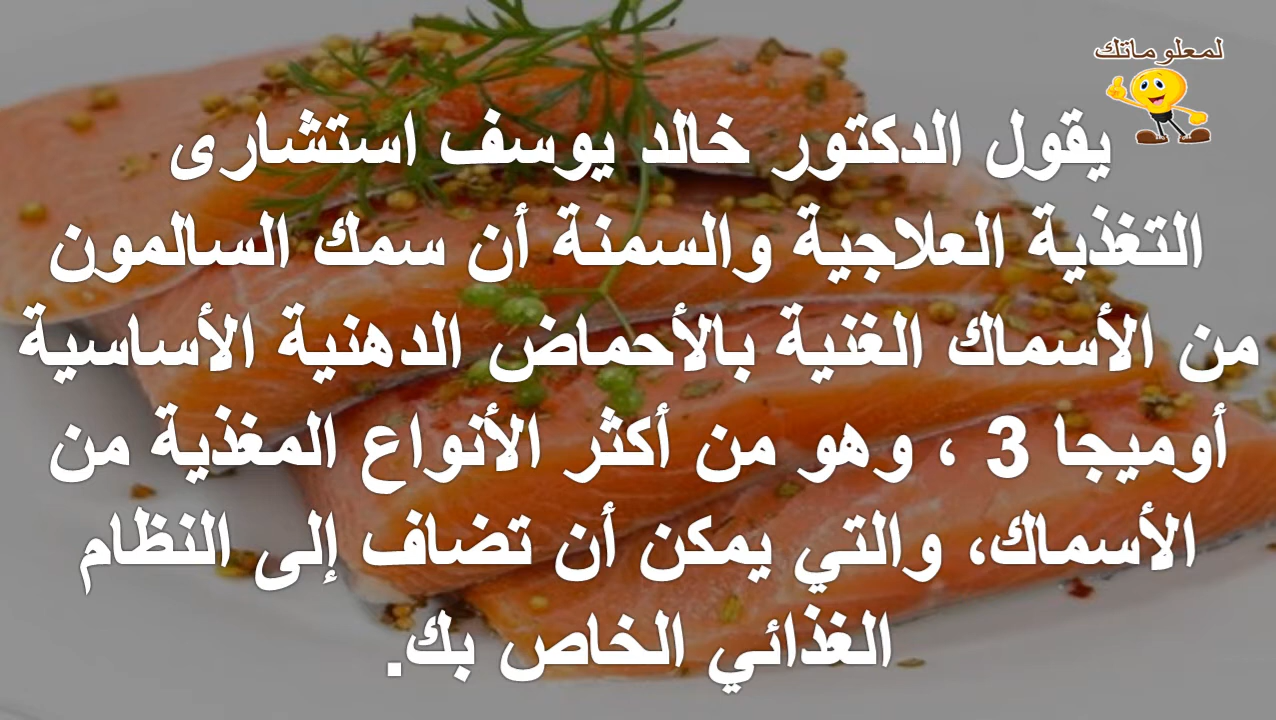 لمعلوماتك
يقول الدكتور خالد يوسف استشارى
التغذية العلاجية والسمنة أن سمك السالمون
من الأسماك الغنية بالأحماض الدهنية الأساسية
أوميجا 3 ، وهو من أكثر الأنواع المغذية من
الأسماك، والتي يمكن أن تضاف إلى النظام
الغذائي الخاص بك.